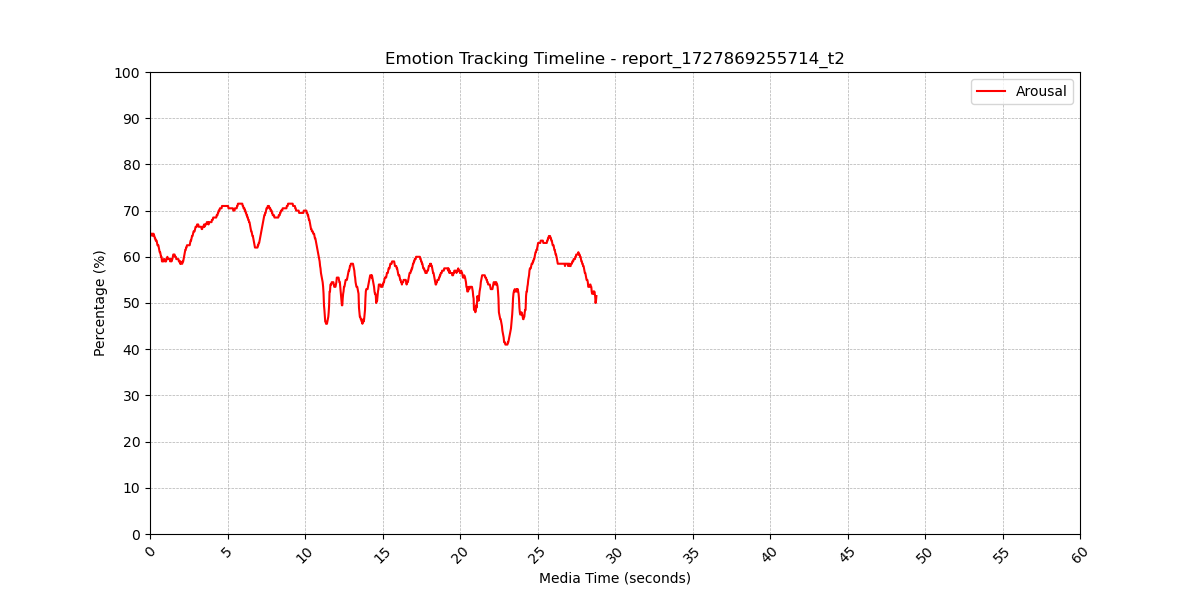 Emotion Tracking Timeline - report_1727869255714_t2
Arousal
Percentage (%)
100
90
80
70
60
50
40
30
20
10
0
0 5 10 15 20 25 30 35 40 45 50 55 60
Media Time (seconds)